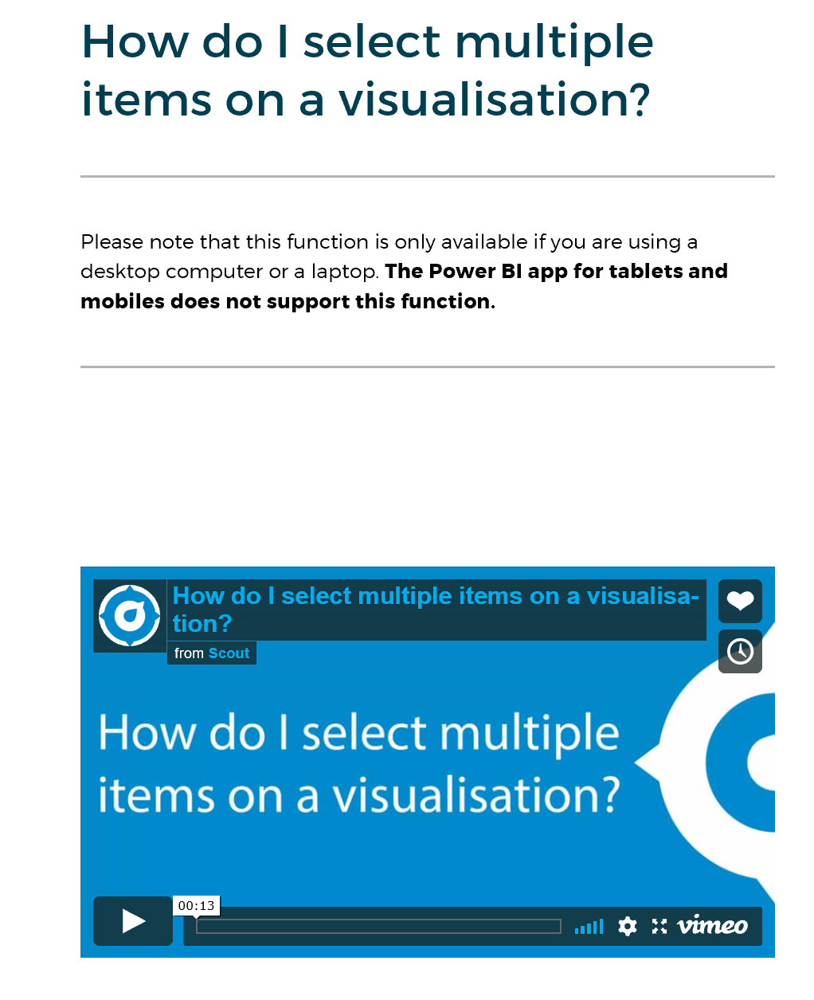 How do I select multiple
items on a visualisation?
Please note that this function is only available if you are using a
desktop computer or a laptop. The Power BI app for tablets and
mobiles does not support this function.
How do I select multiple items on a visualisa-
tion?
from Scout
How do I select multiple
items on a visualisation?
00:13
vimeo